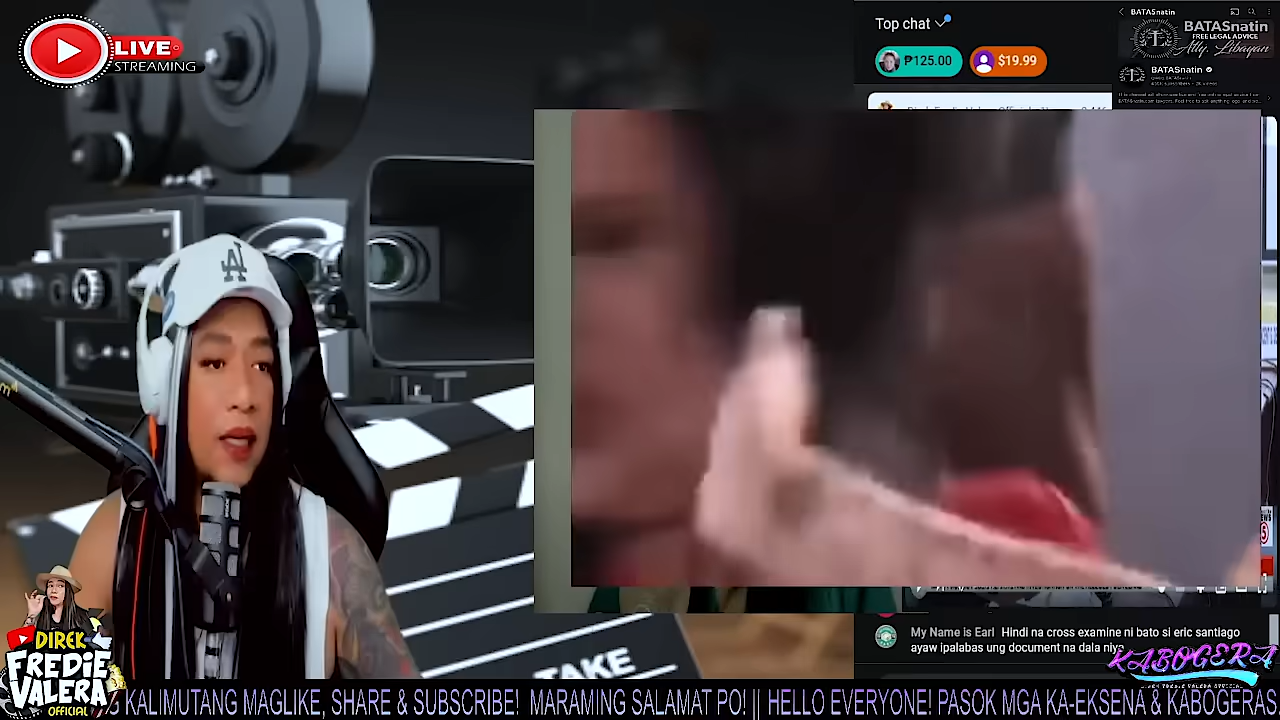 LIVE
STREAMING
Top chat
₱125.00
$19.99
BATASnatin
BATASnatin
FREE LEGAL ADVICE
Atty. Libayan
BATASnatin
LA
My Name is Earl Hindi na cross examine ni bato si eric santiago
ayaw ipalabas ung document na dala niya
TAKE
KABOGERA
DIREK
FREDIE
VALERA
OFFICIAL
KALIMUTANG MAGLIKE, SHARE & SUBSCRIBE! MARAMING SALAMAT PO! || HELLO EVERYONE! PASOK MGA KA-EKSENA & KABOGERAS